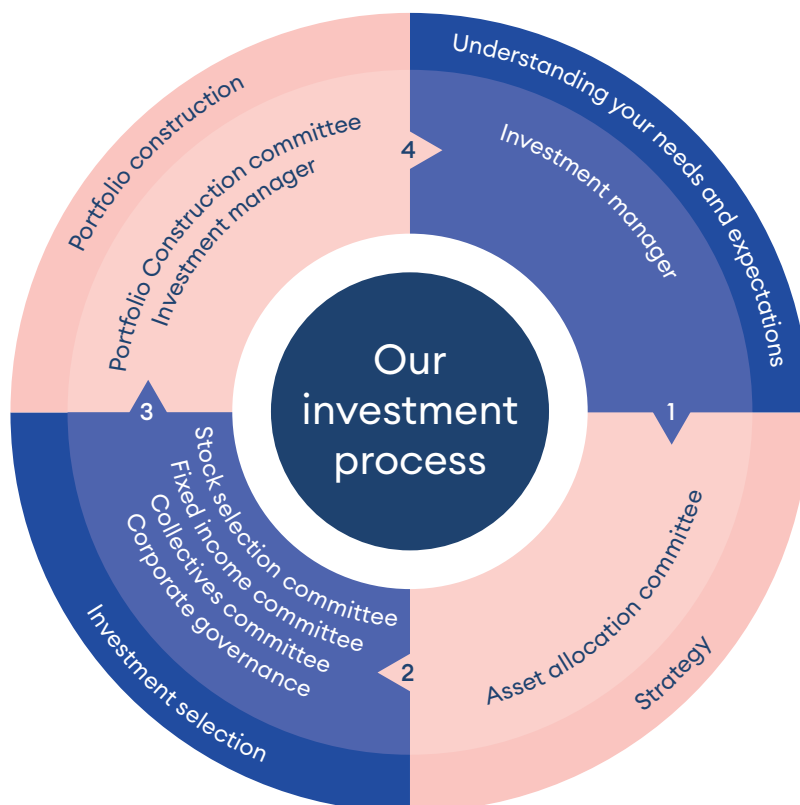 Our
investment
process
Understanding your needs and expectations
Investment manager
1
Strategy
Asset allocation committee
2
Investment selection
Stock selection committee
Fixed income committee
Collectives committee
Corporate governance
3
Portfolio construction
Portfolio Construction committee
Investment manager
4